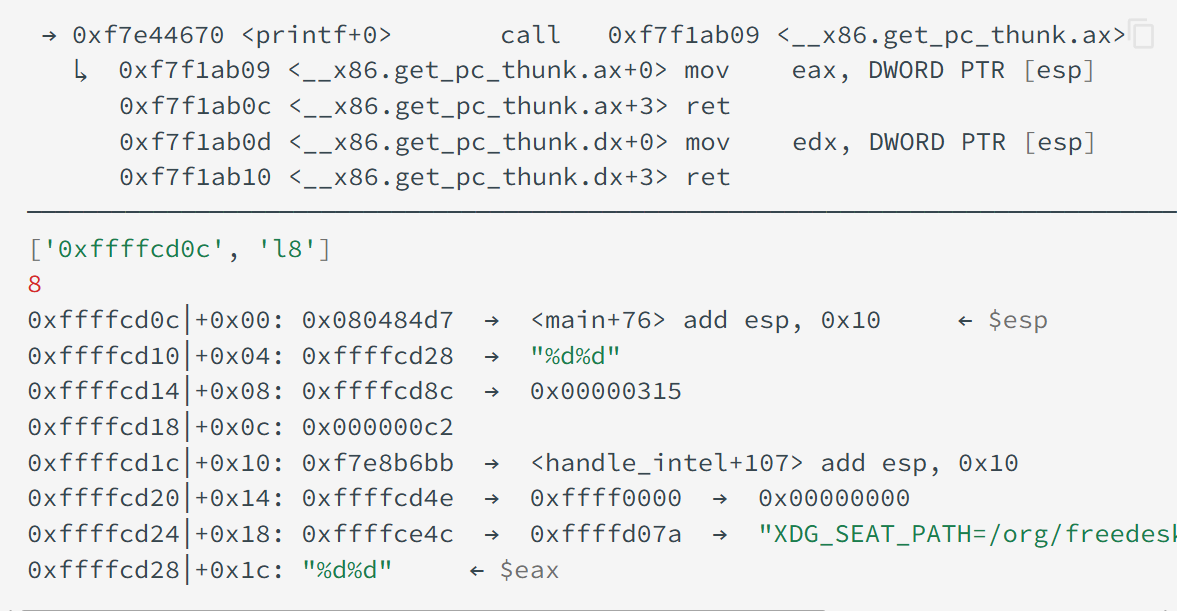 → 0xf7e44670 <printf+0>       call   0xf7f1ab09 <__x86.get_pc_thunk.ax>
↳  0xf7f1ab09 <__x86.get_pc_thunk.ax+0> mov    eax, DWORD PTR [esp]
0xf7f1ab0c <__x86.get_pc_thunk.ax+3> ret
0xf7f1ab0d <__x86.get_pc_thunk.dx+0> mov    edx, DWORD PTR [esp]
0xf7f1ab10 <__x86.get_pc_thunk.dx+3> ret
['0xffffcd0c', 'l8']
8
0xffffcd0c│+0x00: 0x080484d7  →  <main+76> add esp, 0x10     ← $esp
0xffffcd10│+0x04: 0xffffcd28  →  "%d%d"
0xffffcd14│+0x08: 0xffffcd8c  →  0x00000315
0xffffcd18│+0x0c: 0x000000c2
0xffffcd1c│+0x10: 0xf7e8b6bb  →  <handle_intel+107> add esp, 0x10
0xffffcd20│+0x14: 0xffffcd4e  →  0xffff0000  →  0x00000000
0xffffcd24│+0x18: 0xffffce4c  →  0xffffd07a  →  "XDG_SEAT_PATH=/org/freedesk
0xffffcd28│+0x1c: "%d%d"     ← $eax